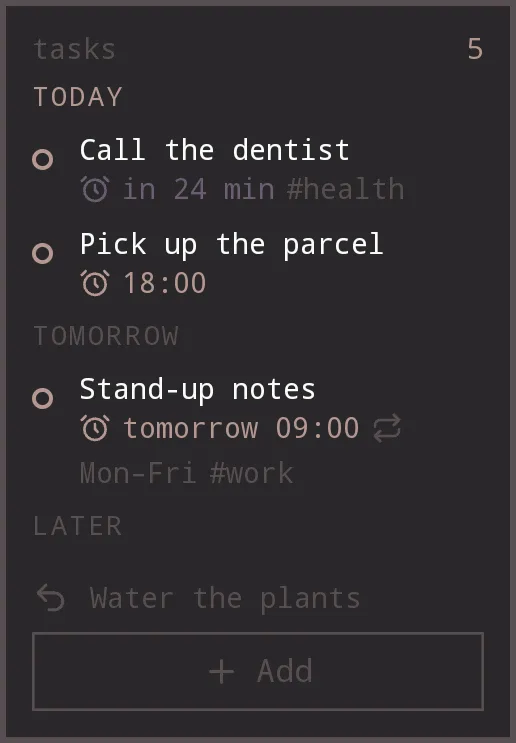 tasks 5
TODAY
Call the dentist
in 24 min #health
Pick up the parcel
18:00
TOMORROW
Stand-up notes
tomorrow 09:00
Mon–Fri #work
LATER
Water the plants
+ Add